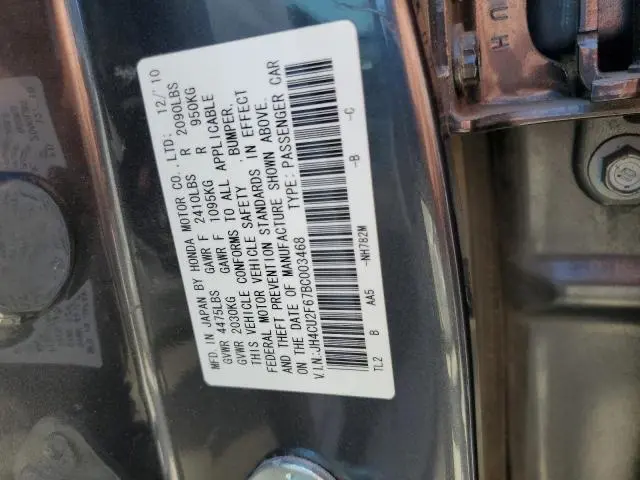 MFD. IN JAPAN BY HONDA MOTOR CO.,LTD: 12/'10
GVWR 4475LBS GAWR F 2410LBS R 2090LBS
GVWR 2030KG GAWR F 1095KG R 950KG
THIS VEHICLE CONFORMS TO ALL APPLICABLE
FEDERAL MOTOR VEHICLE SAFETY , BUMPER,
AND THEFT PREVENTION STANDARDS IN EFFECT
ON THE DATE OF MANUFACTURE SHOWN ABOVE.
V.I.N:JH4CU2F67BC003468 TYPE: PASSENGER CAR
TL2 B AA5 -NH782M -B -C
HU